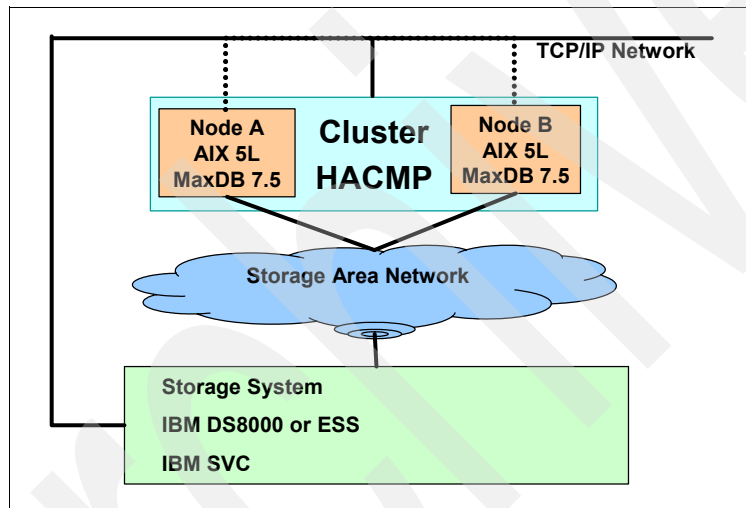 TCP/IP Network
Node A
AIX 5L
MaxDB 7.5
Cluster
HACMP
Node B
AIX 5L
MaxDB 7.5
Storage Area Network
Storage System
IBM DS8000 or ESS
IBM SVC